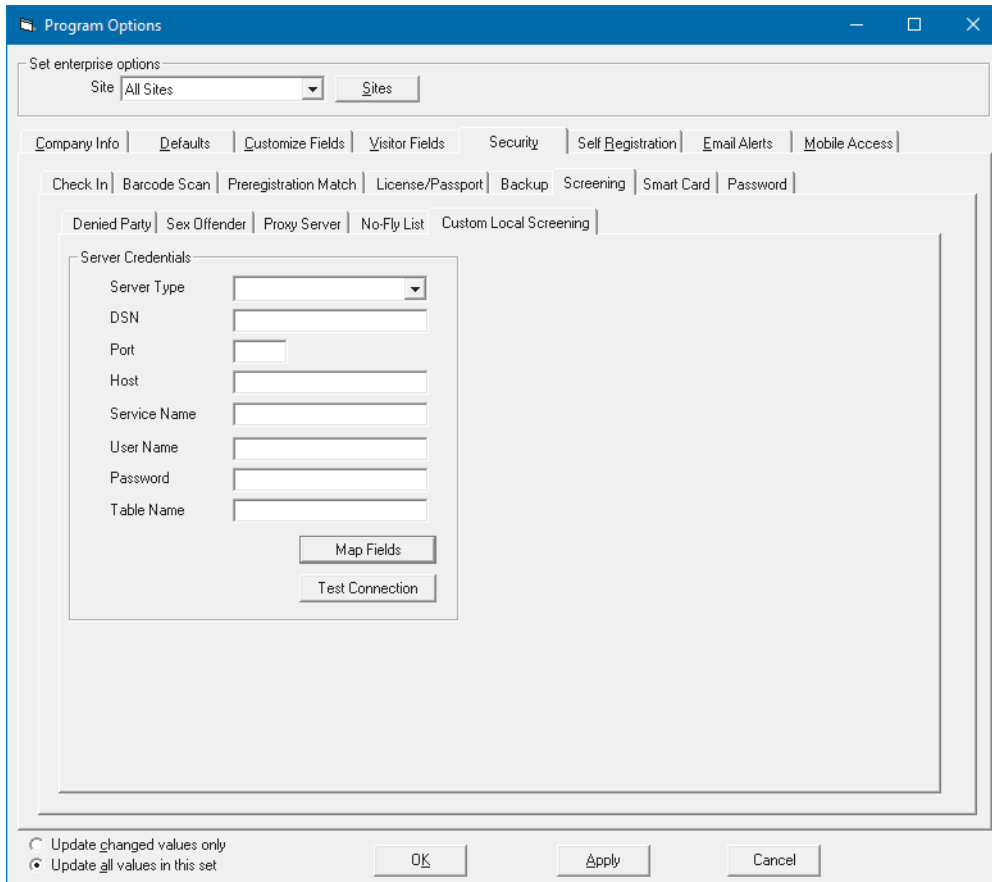 Program Options
Set enterprise options
Site All Sites Sites
Company Info Defaults Customize Fields Visitor Fields Security Self Registration Email Alerts Mobile Access
Check In Barcode Scan Preregistration Match License/Passport Backup Screening Smart Card Password
Denied Party Sex Offender Proxy Server No-Fly List Custom Local Screening
Server Credentials
Server Type
DSN
Port
Host
Service Name
User Name
Password
Table Name
Map Fields
Test Connection
Update changed values only
Update all values in this set
OK Apply Cancel